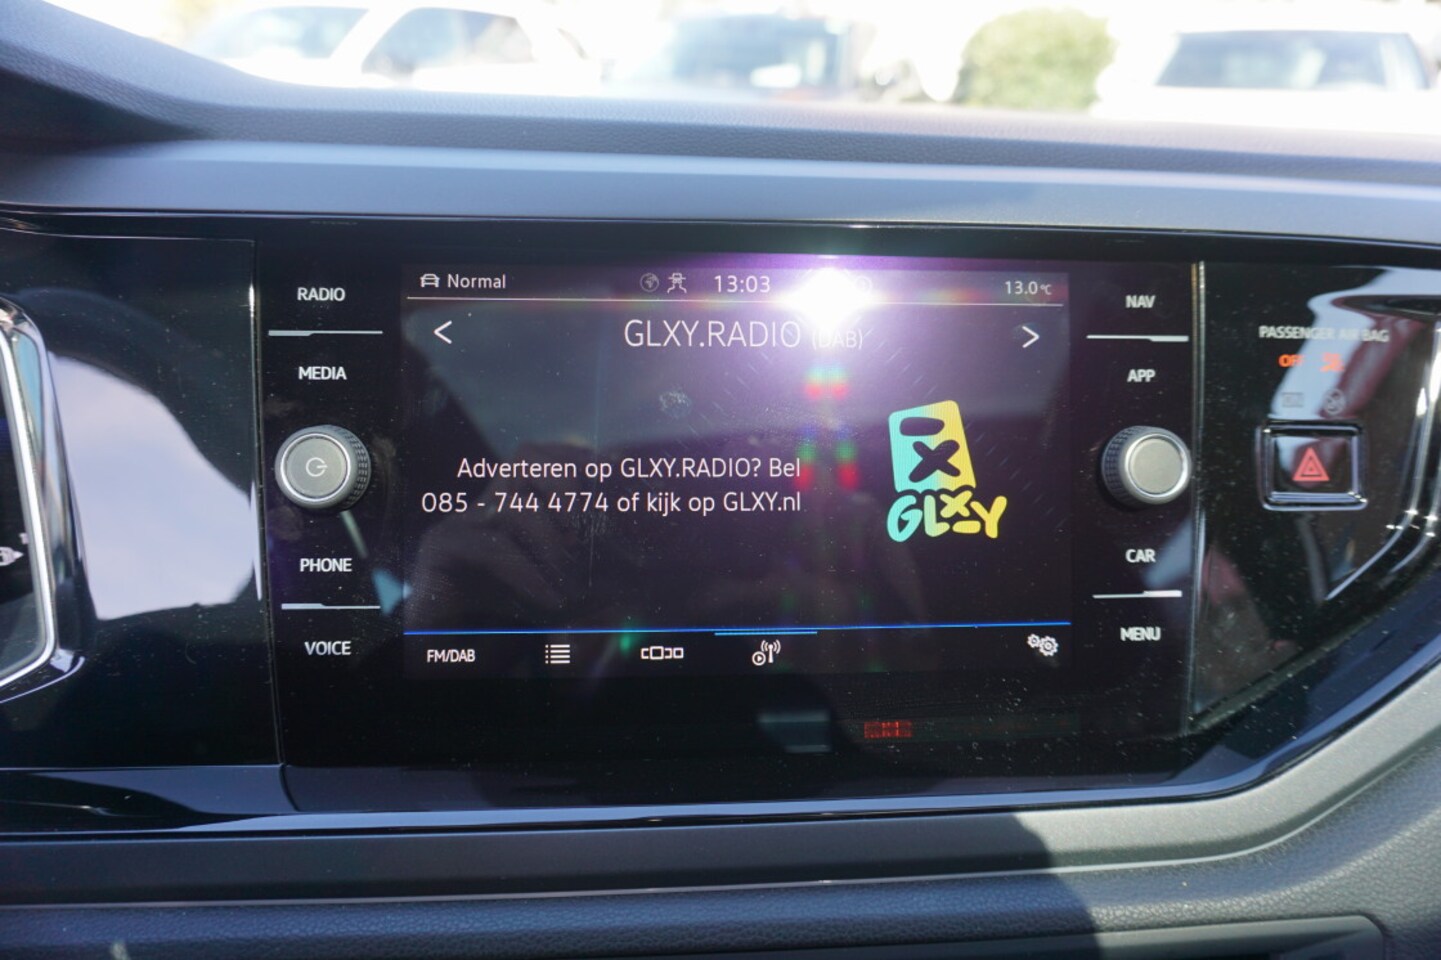 RADIO
MEDIA
PHONE
VOICE
Normal
13:03
13.0°C
GLXY.RADIO (DAB)
Adverteren op GLXY.RADIO? Bel
085 - 744 4774 of kijk op GLXY.nl
GLXY
FM/DAB
NAV
APP
CAR
MENU
PASSENGER AIR BAG
OFF
ON